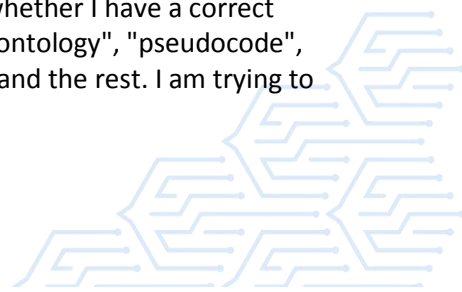 whether I have a correct
ontology", "pseudocode",
and the rest. I am trying to